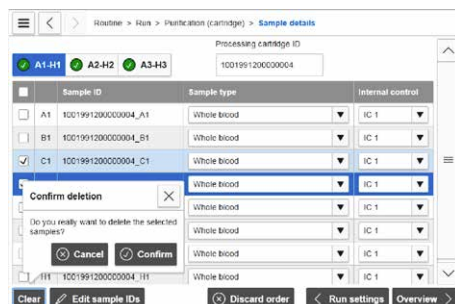 Routine > Run > Purification (cartridge) > Sample details
Processing cartridge ID
A1-H1 A2-H2 A3-H3 1001991200000004
Sample ID Sample type Internal control
A1 1001991200000004_A1 Whole blood IC 1
B1 1001991200000004_B1 Whole blood IC 1
C1 1001991200000004_C1 Whole blood IC 1
Whole blood IC 1
Confirm deletion
Whole blood IC 1
Do you really want to delete the selected
samples?
Whole blood IC 1
Cancel Confirm
Whole blood IC 1
H1 1001991200000004_H1 Whole blood IC 1
Clear Edit sample IDs Discard order Run settings Overview